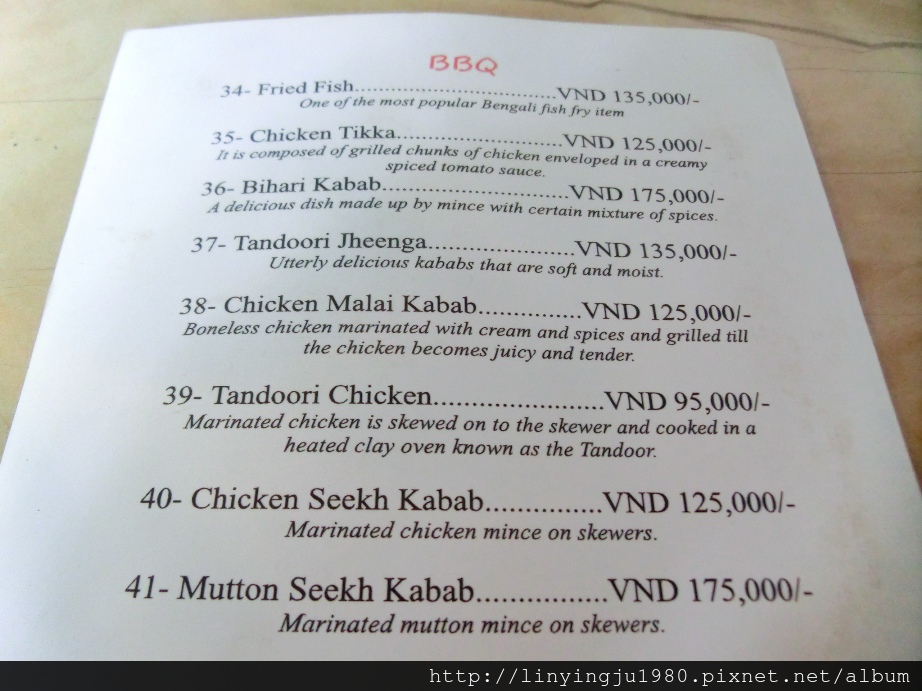 BBQ
34- Fried Fish..................................VND 135,000/-
One of the most popular Bengali fish fry item
35- Chicken Tikka............................VND 125,000/-
It is composed of grilled chunks of chicken enveloped in a creamy
spiced tomato sauce.
36- Bihari Kabab...............................VND 175,000/-
A delicious dish made up by mince with certain mixture of spices.
37- Tandoori Jheenga........................VND 135,000/-
Utterly delicious kababs that are soft and moist.
38- Chicken Malai Kabab................VND 125,000/-
Boneless chicken marinated with cream and spices and grilled till
the chicken becomes juicy and tender.
39- Tandoori Chicken.......................VND 95,000/-
Marinated chicken is skewed on to the skewer and cooked in a
heated clay oven known as the Tandoor.
40- Chicken Seekh Kabab...............VND 125,000/-
Marinated chicken mince on skewers.
41- Mutton Seekh Kabab................VND 175,000/-
Marinated mutton mince on skewers.
http://linyingju1980.pixnet.net/album